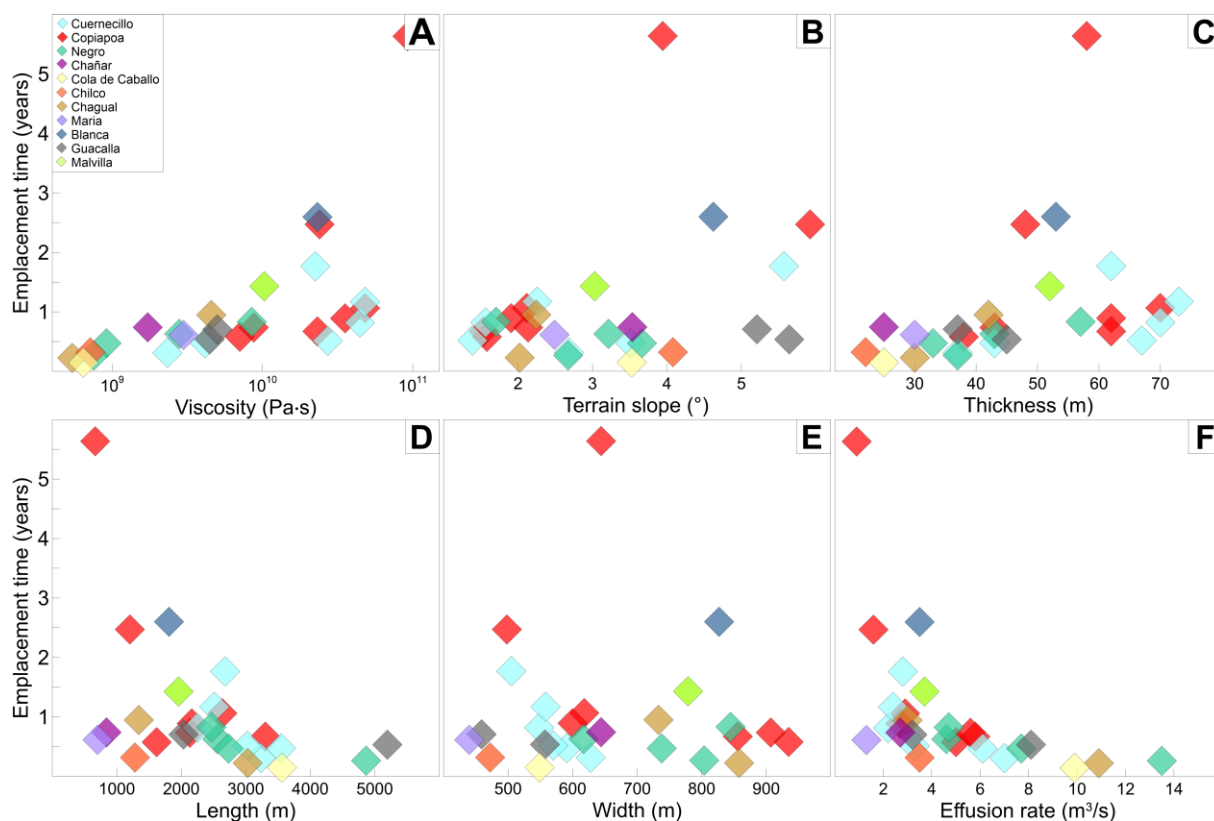 A
Cuernecillo
Copiapoa
Negro
Chañar
Cola de Caballo
Chilco
Chagual
Maria
Blanca
Guacalla
Malvilla
Emplacement time (years)
5
4
3
2
1
10⁹ 10¹⁰ 10¹¹
Viscosity (Pa·s)
B
2 3 4 5
Terrain slope (°)
C
30 40 50 60 70
Thickness (m)
D
Emplacement time (years)
5
4
3
2
1
1000 2000 3000 4000 5000
Length (m)
E
500 600 700 800 900
Width (m)
F
2 4 6 8 10 12 14
Effusion rate (m³/s)